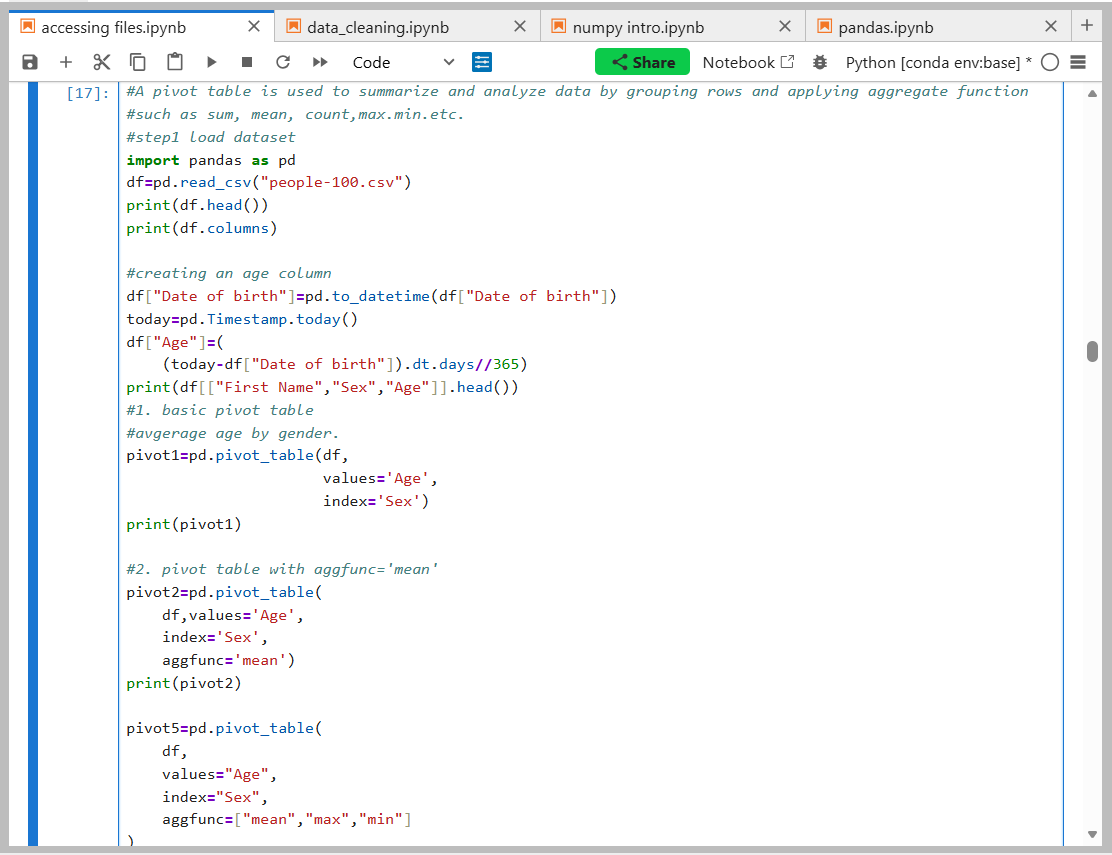 accessing files.ipynb
data_cleaning.ipynb
numpy intro.ipynb
pandas.ipynb
Code
Share
Notebook
Python [conda env:base] *
[17]:
#A pivot table is used to summarize and analyze data by grouping rows and applying aggregate function
#such as sum, mean, count,max.min.etc.
#step1 load dataset
import pandas as pd
df=pd.read_csv("people-100.csv")
print(df.head())
print(df.columns)
#creating an age column
df["Date of birth"]=pd.to_datetime(df["Date of birth"])
today=pd.Timestamp.today()
df["Age"]=(
    (today-df["Date of birth"]).dt.days//365)
print(df[["First Name","Sex","Age"]].head())
#1. basic pivot table
#avgerage age by gender.
pivot1=pd.pivot_table(df,
                      values='Age',
                      index='Sex')
print(pivot1)
#2. pivot table with aggfunc='mean'
pivot2=pd.pivot_table(
    df,values='Age',
    index='Sex',
    aggfunc='mean')
print(pivot2)
pivot5=pd.pivot_table(
    df,
    values="Age",
    index="Sex",
    aggfunc=["mean","max","min"]
)